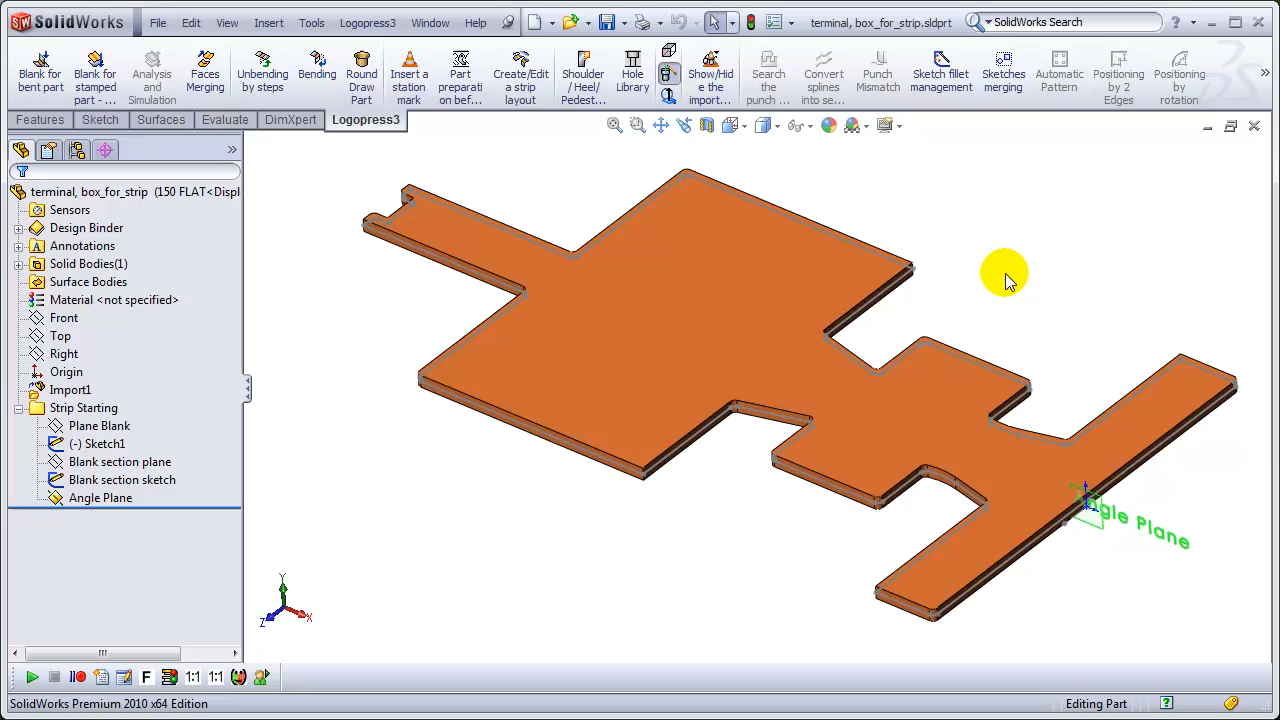 SolidWorks File Edit View Insert Tools Logopress3 Window Help terminal, box_for_strip.sldprt SolidWorks Search
Blank for bent part
Blank for stamped part - ...
Analysis and Simulation
Faces Merging
Unbending by steps
Bending
Round Draw Part
Insert a station mark
Part preparati on bef...
Create/Edit a strip layout
Shoulder / Heel / Pedest...
Hole Library
Show/Hid e the import...
Search the punch ...
Convert splines into se...
Punch Mismatch
Sketch fillet management
Sketches merging
Automatic Pattern
Positioning by 2 Edges
Positioning by rotation
Features Sketch Surfaces Evaluate DimXpert Logopress3
terminal, box_for_strip (150 FLAT<Displ
Sensors
Design Binder
Annotations
Solid Bodies(1)
Surface Bodies
Material <not specified>
Front
Top
Right
Origin
Import1
Strip Starting
Plane Blank
(-) Sketch1
Blank section plane
Blank section sketch
Angle Plane
Angle Plane
Y
Z X
F 1:1 1:1
SolidWorks Premium 2010 x64 Edition Editing Part